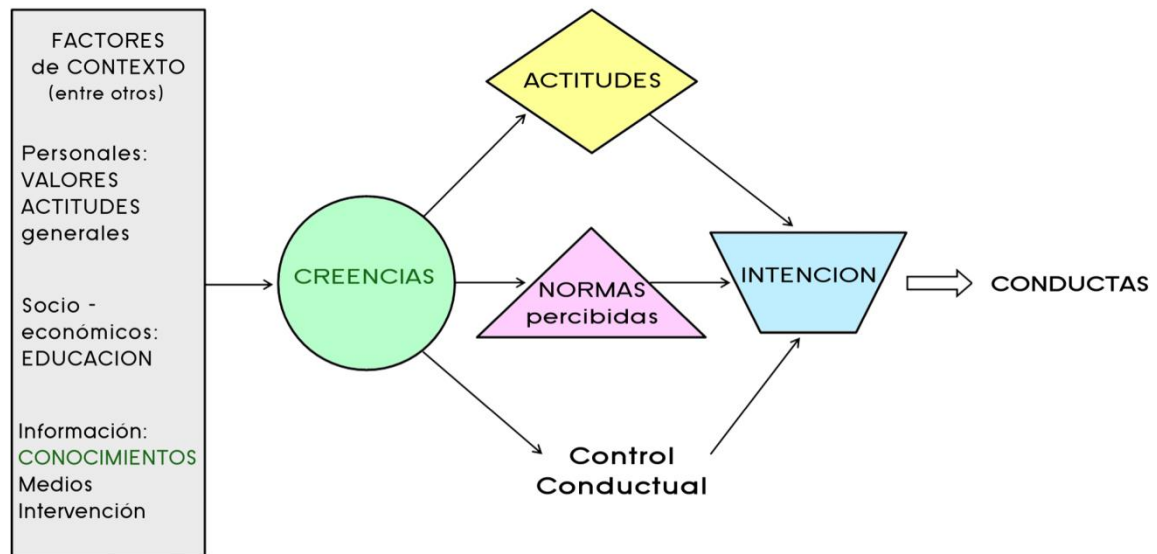 FACTORES
de CONTEXTO
(entre otros)
Personales:
VALORES
ACTITUDES
generales
Socio -
económicos:
EDUCACION
Información:
CONOCIMIENTOS
Medios
Intervención
CREENCIAS
ACTITUDES
NORMAS
percibidas
Control
Conductual
INTENCION
CONDUCTAS